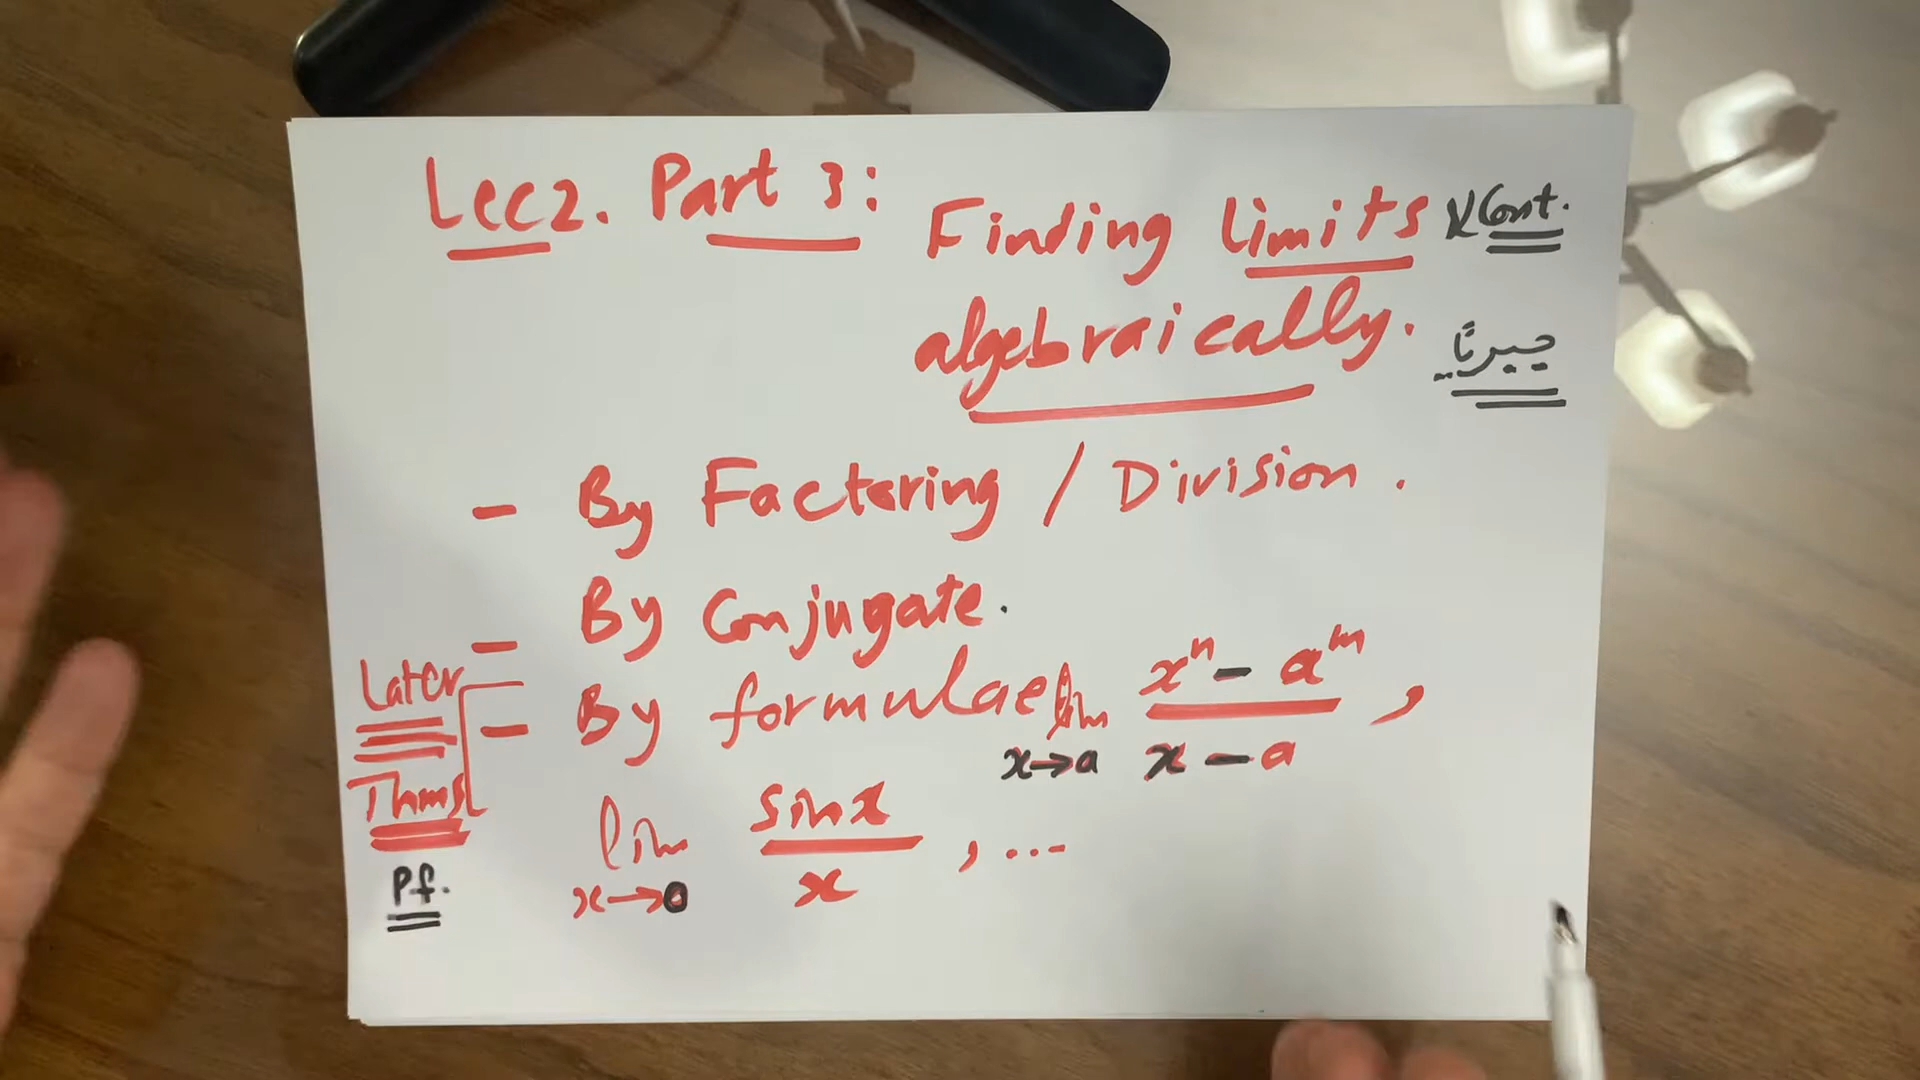 Lec2. Part 3:
Finding limits Cont.
algebraically. جبريًا
- By Factoring / Division.
- By Conjugate.
- By formulae lim x→a x^n - a^m / x - a ,
lim x→0 sinx / x , ...
Later
Thms
Pf.